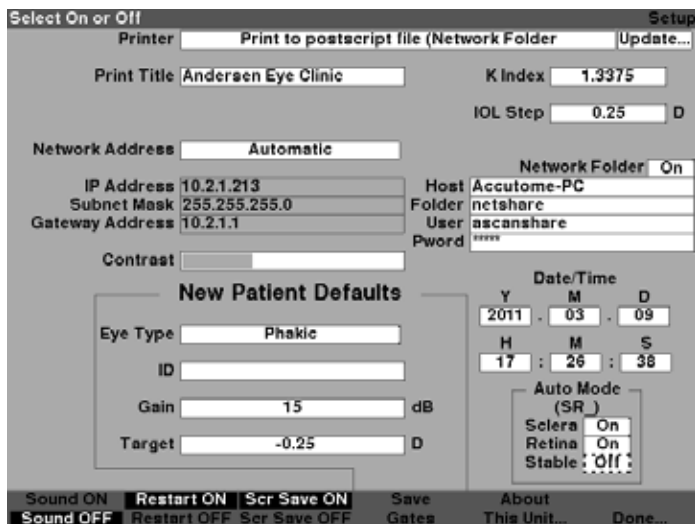 Select On or Off Setup
Printer Print to postscript file (Network Folder Update...
Print Title Andersen Eye Clinic K Index 1.3375
IOL Step 0.25 D
Network Address Automatic
Network Folder On
IP Address 10.2.1.213 Host Accutome-PC
Subnet Mask 255.255.255.0 Folder netshare
Gateway Address 10.2.1.1 User ascanshare
Pword *****
Contrast
Date/Time
New Patient Defaults
Y M D
2011 . 03 . 09
Eye Type Phakic
H M S
17 : 26 : 38
ID
Auto Mode
(SR_)
Gain 15 dB
Sclera On
Target -0.25 D
Retina On
Stable Off
Sound ON Restart ON Scr Save ON Save About
Sound OFF Restart OFF Scr Save OFF Gates This Unit... Done...